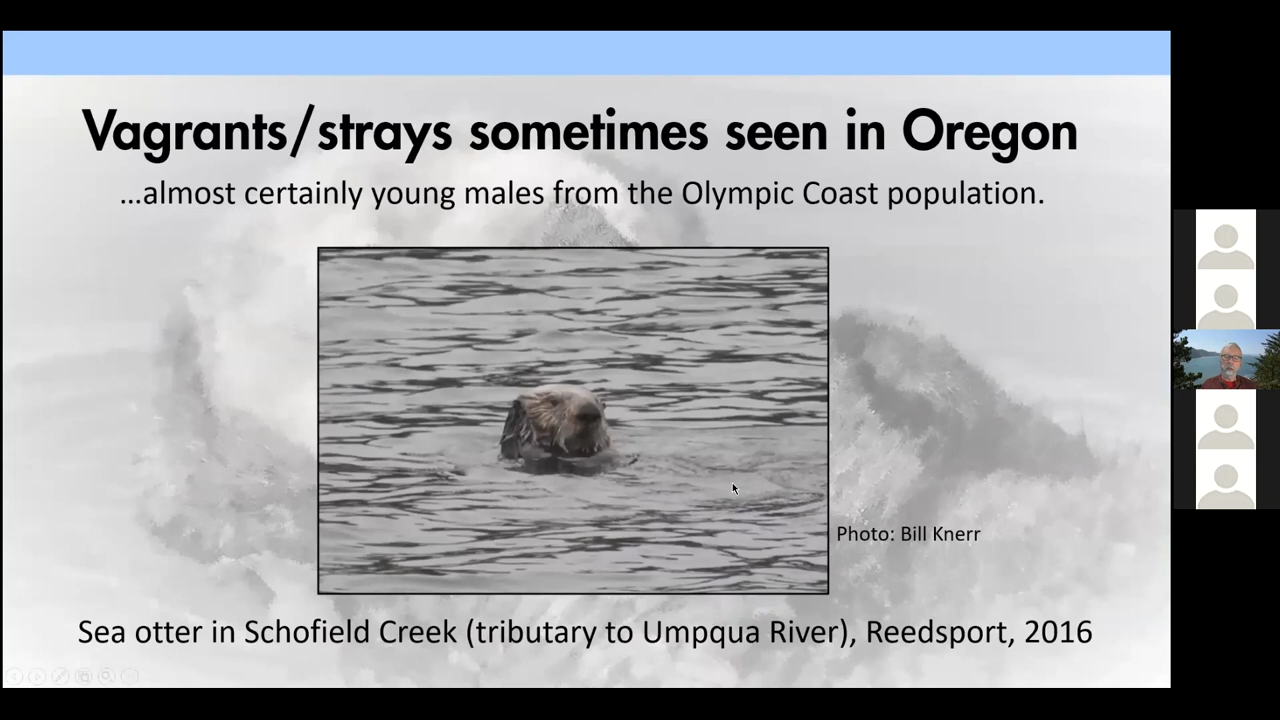 Vagrants/strays sometimes seen in Oregon
...almost certainly young males from the Olympic Coast population.
Photo: Bill Knerr
Sea otter in Schofield Creek (tributary to Umpqua River), Reedsport, 2016